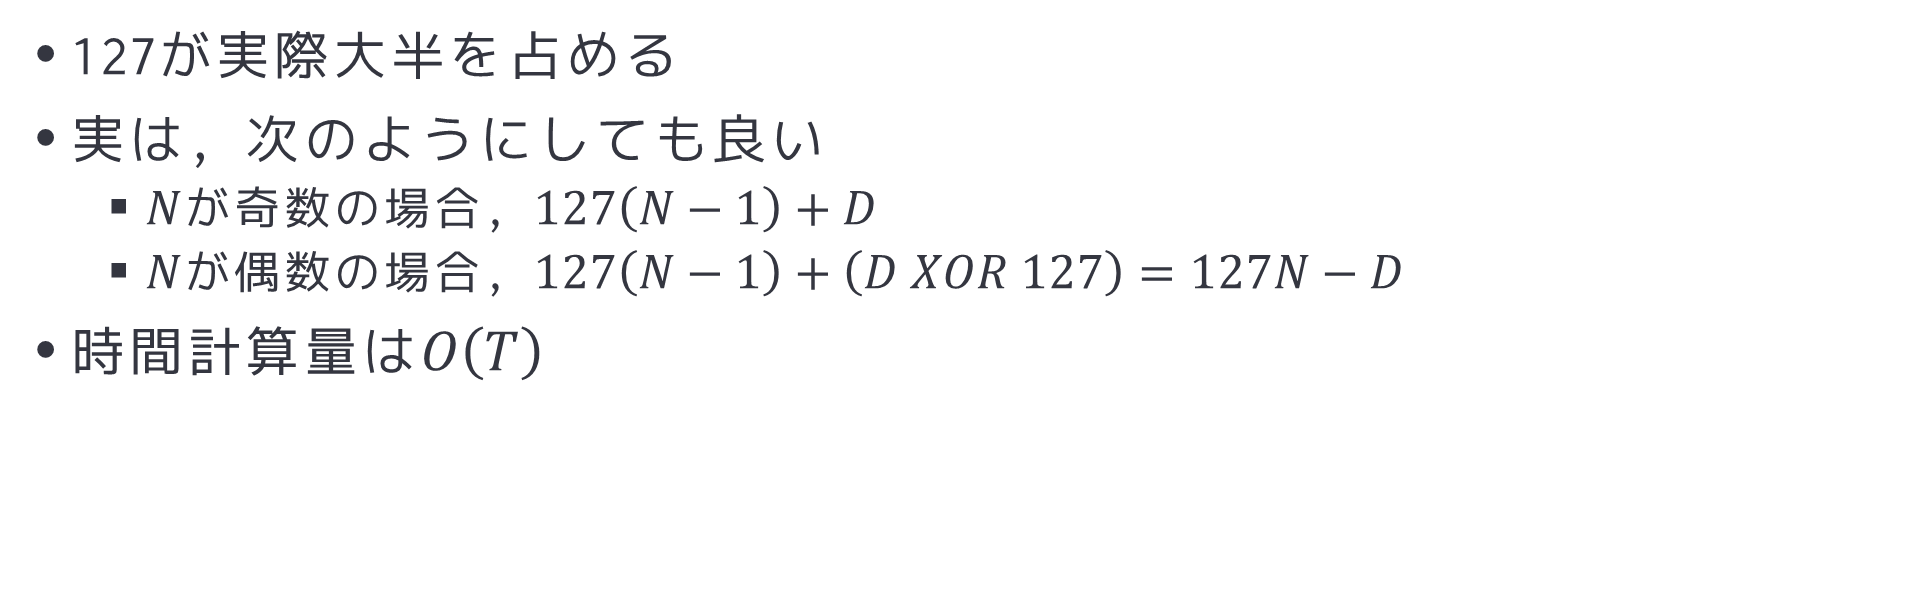 • 127が実際大半を占める
• 実は，次のようにしても良い
▪ Nが奇数の場合，127(N − 1) + D
▪ Nが偶数の場合，127(N − 1) + (D XOR 127) = 127N − D
• 時間計算量はO(T)